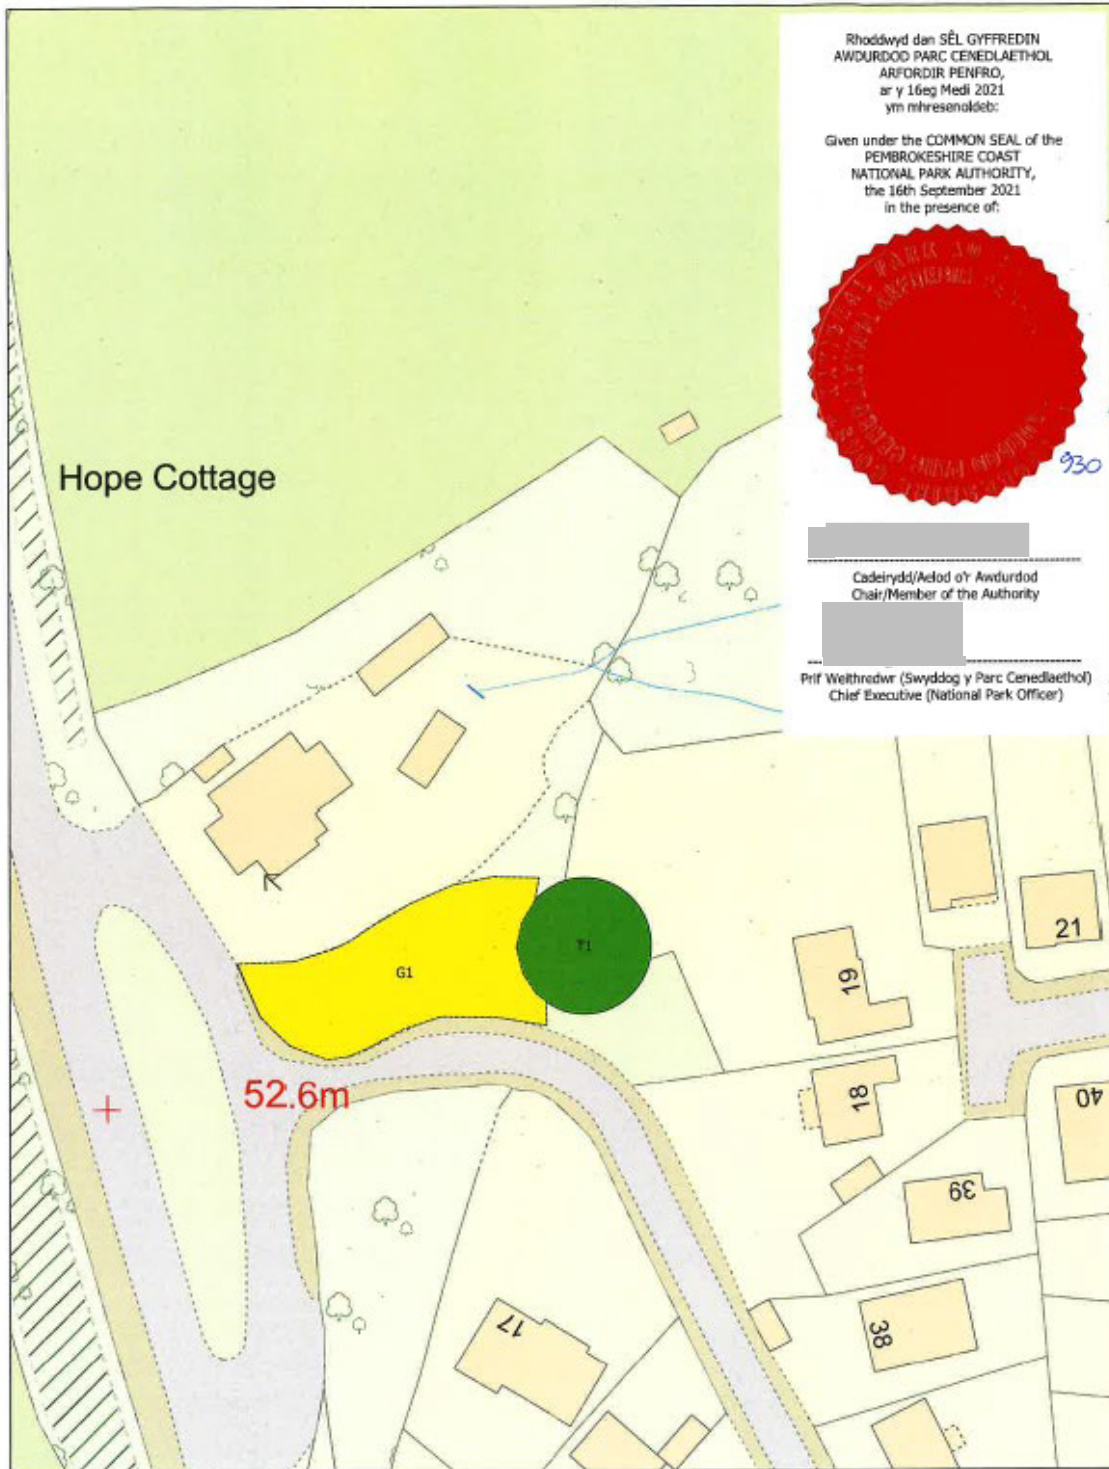 Rhoddwyd dan SÊL GYFFREDIN
AWDURDOD PARC CENEDLAETHOL
ARFORDIR PENFRO,
ar y 16eg Medi 2021
ym mhresenoldeb:
Given under the COMMON SEAL of the
PEMBROKESHIRE COAST
NATIONAL PARK AUTHORITY,
the 16th September 2021
in the presence of:
930
Cadeirydd/Aelod o'r Awdurdod
Chair/Member of the Authority
Prif Weithredwr (Swyddog y Parc Cenedlaethol)
Chief Executive (National Park Officer)
Hope Cottage
21
T1
G1
19
52.6m
18
40
39
17
38